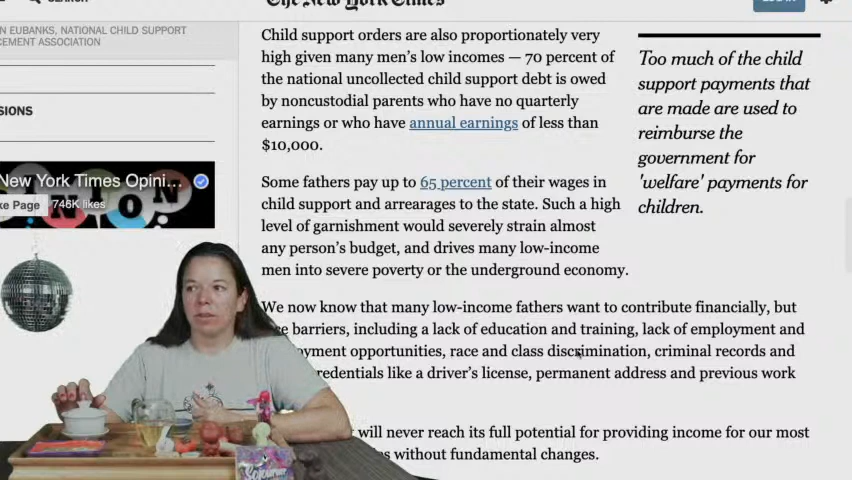 SEARCH
The New York Times
LOG IN
N EUBANKS, NATIONAL CHILD SUPPORT
CEMENT ASSOCIATION
SIONS
New York Times Opini...
ke Page
746K likes
Child support orders are also proportionately very
high given many men's low incomes — 70 percent of
the national uncollected child support debt is owed
by noncustodial parents who have no quarterly
earnings or who have annual earnings of less than
$10,000.
Too much of the child
support payments that
are made are used to
reimburse the
government for
'welfare' payments for
children.
Some fathers pay up to 65 percent of their wages in
child support and arrearages to the state. Such a high
level of garnishment would severely strain almost
any person's budget, and drives many low-income
men into severe poverty or the underground economy.
We now know that many low-income fathers want to contribute financially, but
barriers, including a lack of education and training, lack of employment and
opportunities, race and class discrimination, criminal records and
credentials like a driver's license, permanent address and previous work
will never reach its full potential for providing income for our most
without fundamental changes.
Sojourner